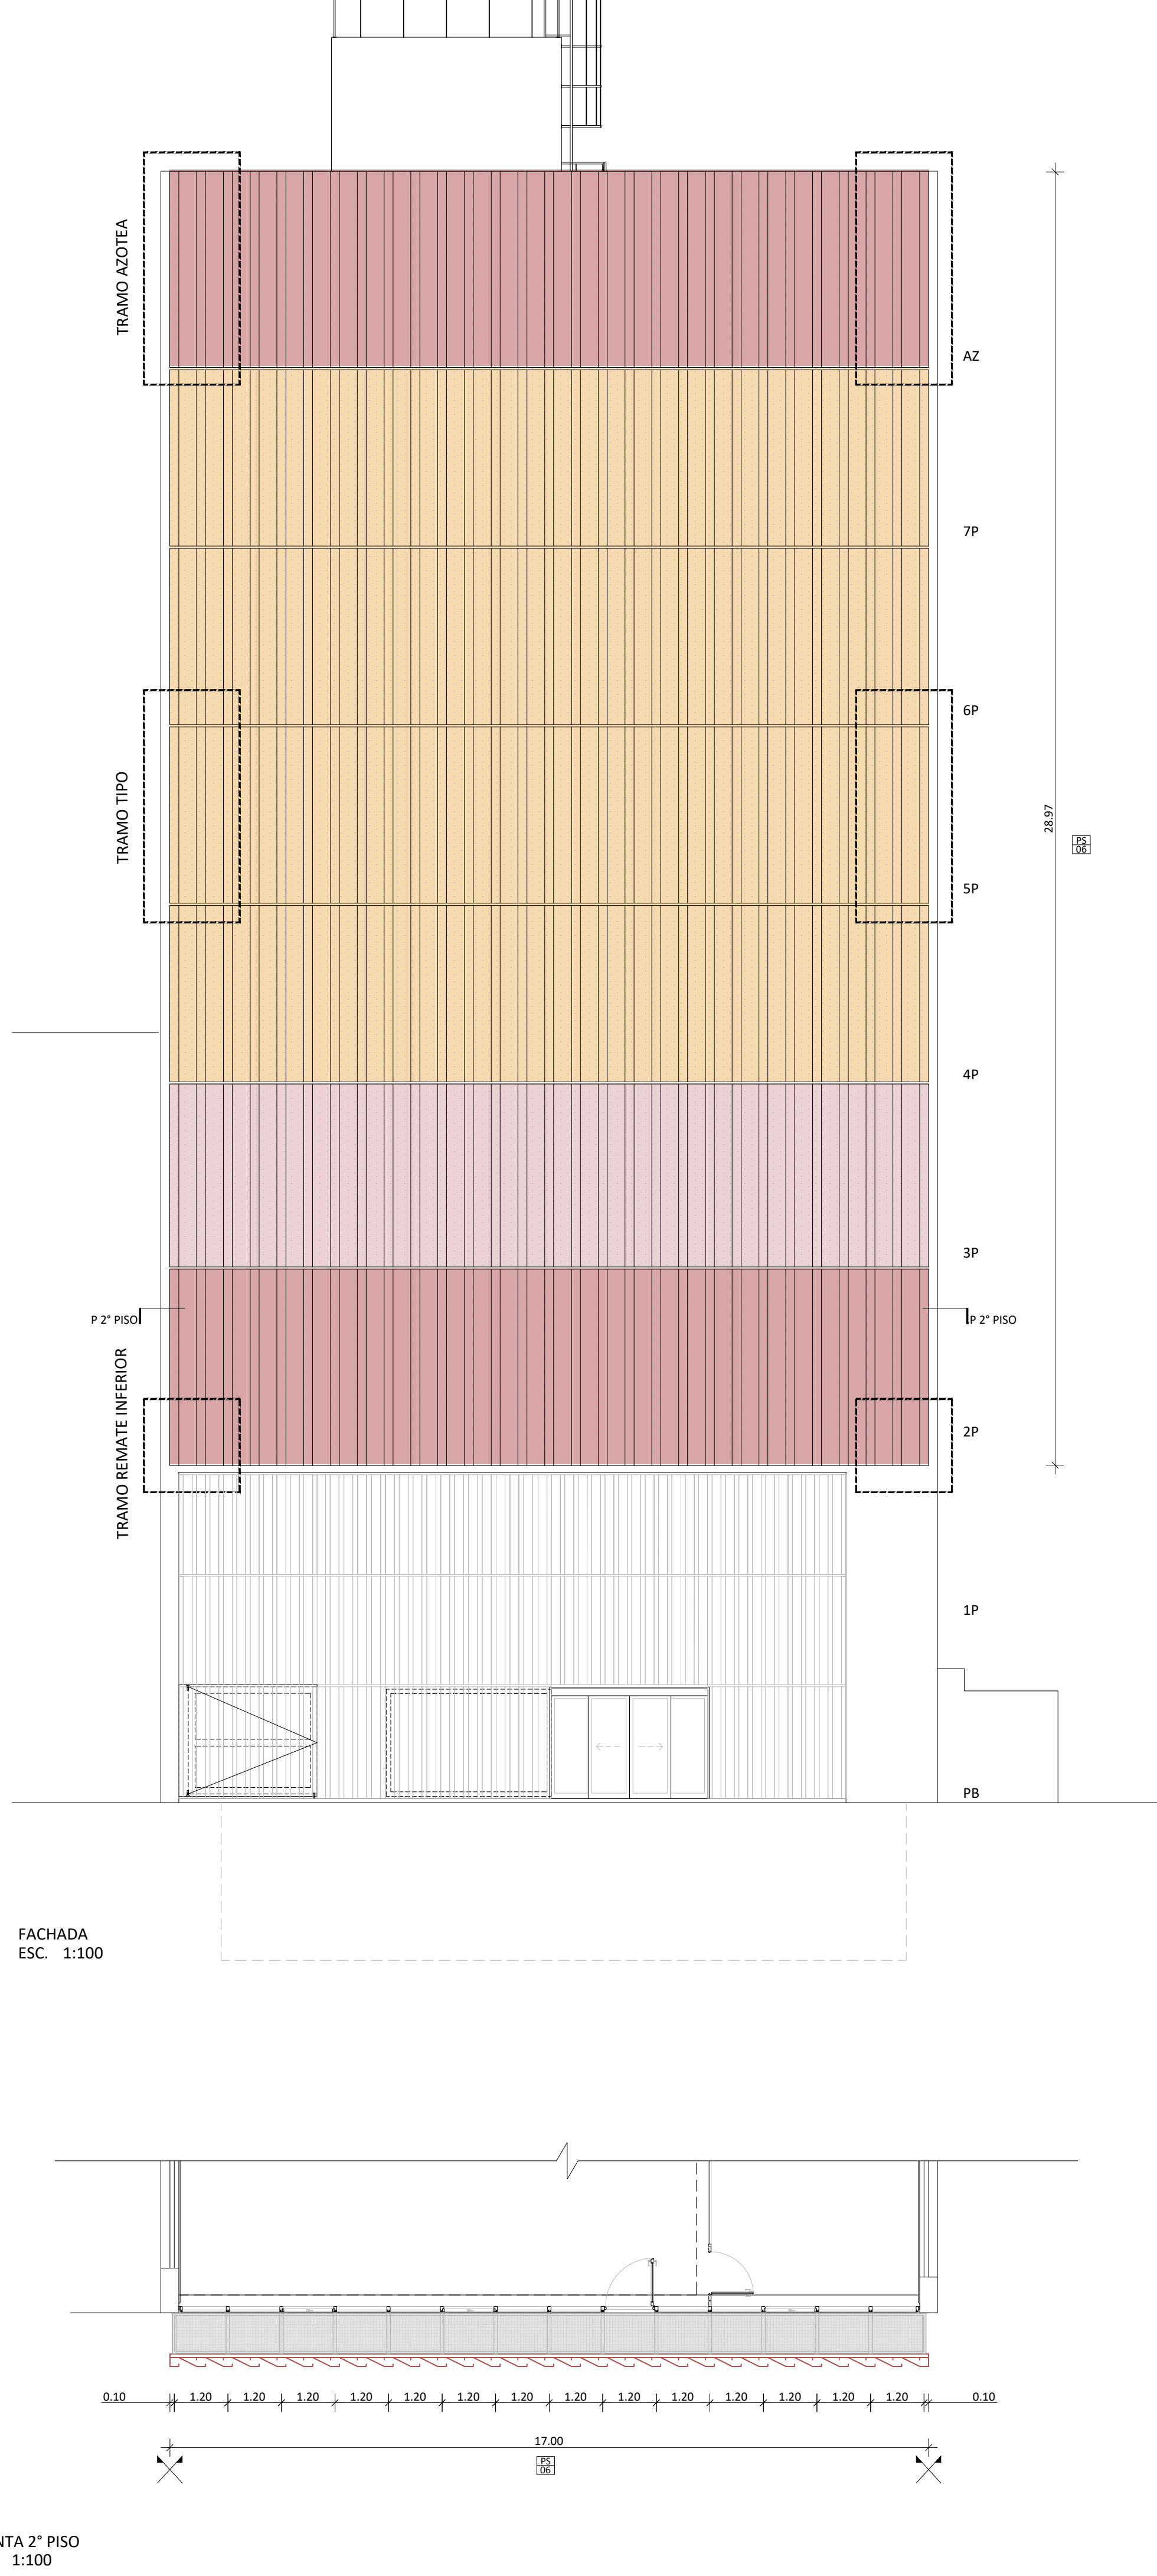 TRAMO AZOTEA
AZ
7P
6P
TRAMO TIPO
28.97
PS
06
5P
4P
3P
P 2° PISO
P 2° PISO
TRAMO REMATE INFERIOR
2P
1P
PB
FACHADA
ESC. 1:100
0.10 1.20 1.20 1.20 1.20 1.20 1.20 1.20 1.20 1.20 1.20 1.20 1.20 1.20 1.20 0.10
17.00
PS
06
NTA 2° PISO
1:100